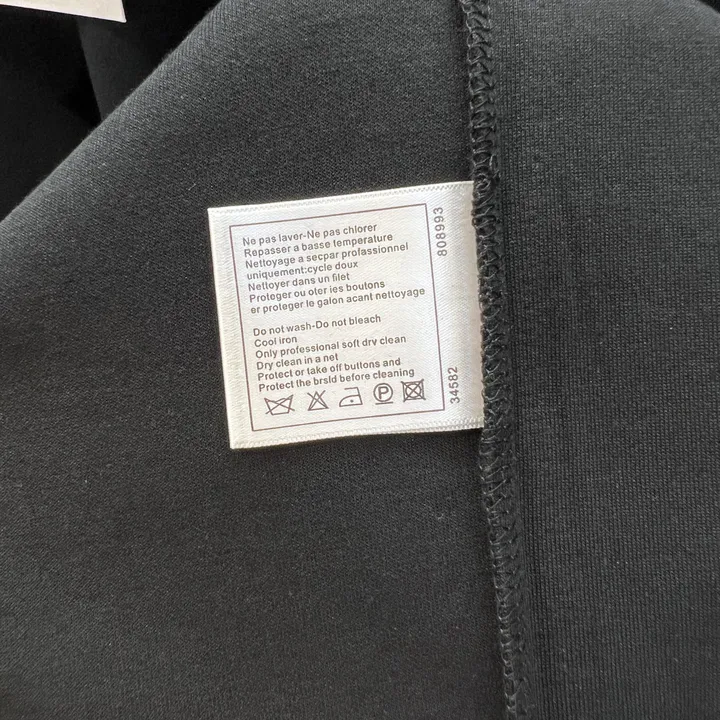 Ne pas laver-Ne pas chlorer
Repasser a basse temperature
Nettoyage a secpar profassionnel
uniquement:cycle doux
Nettoyer dans un filet
Proteger ou oter ies boutons
er proteger le galon acant nettoyage
Do not wash-Do not bleach
Cool iron
Only professional soft drv clean
Dry clean in a net
Protect or take off buttons and
Protect the brsld before cleaning
P
808993
34582